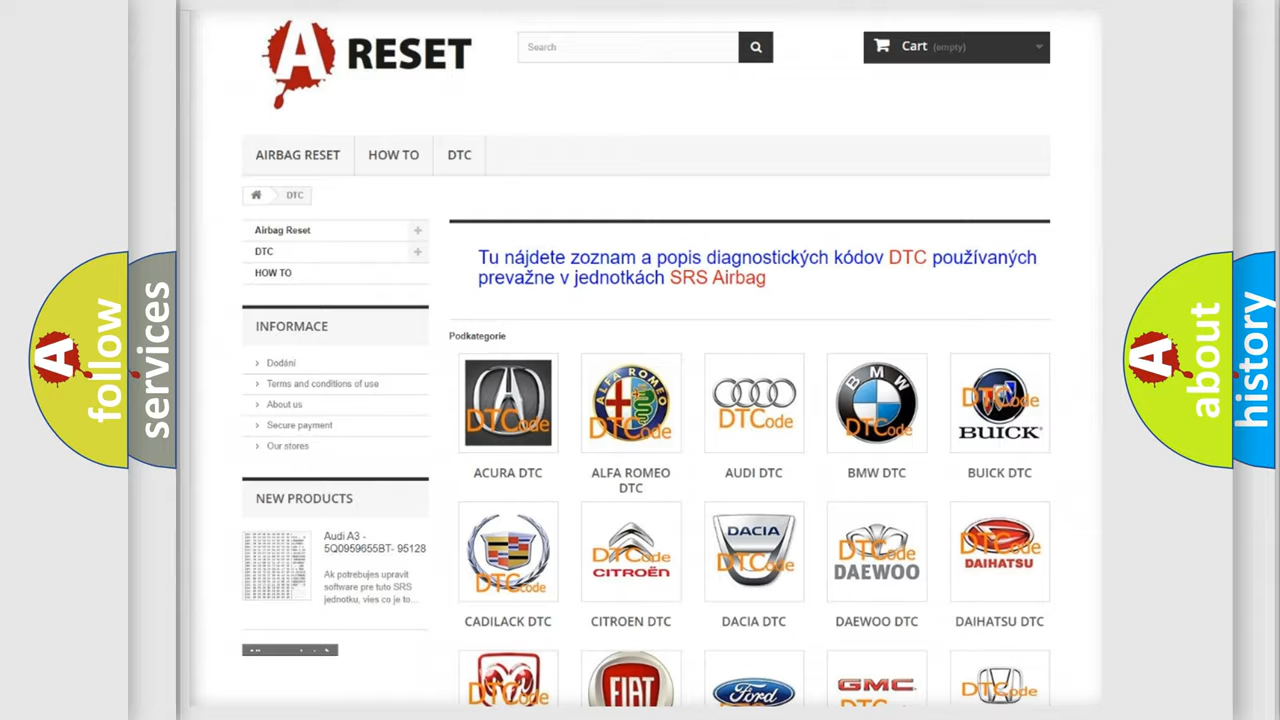 A RESET
Search
Cart (empty)
AIRBAG RESET
HOW TO
DTC
DTC
Airbag Reset
DTC
HOW TO
Tu nájdete zoznam a popis diagnostických kódov DTC používaných
prevažne v jednotkách SRS Airbag
INFORMACE
Dodání
Terms and conditions of use
About us
Secure payment
Our stores
NEW PRODUCTS
Audi A3 -
5Q0959655BT- 95128
Ak potrebujes upravit
software pre tuto SRS
jednotku, vies co je to...
Podkategorie
DTCode
ALFA ROMEO
DTCode
DTCode
BMW
DTCode
DTCode
BUICK
ACURA DTC
ALFA ROMEO
DTC
AUDI DTC
BMW DTC
BUICK DTC
DTCode
DTCode
CITROËN
DACIA
DTCode
DTCode
DAEWOO
DTCode
DAIHATSU
CADILACK DTC
CITROEN DTC
DACIA DTC
DAEWOO DTC
DAIHATSU DTC
DTCode
FIAT
Ford
GMC
DTCode
A
follow
services
A
about
history